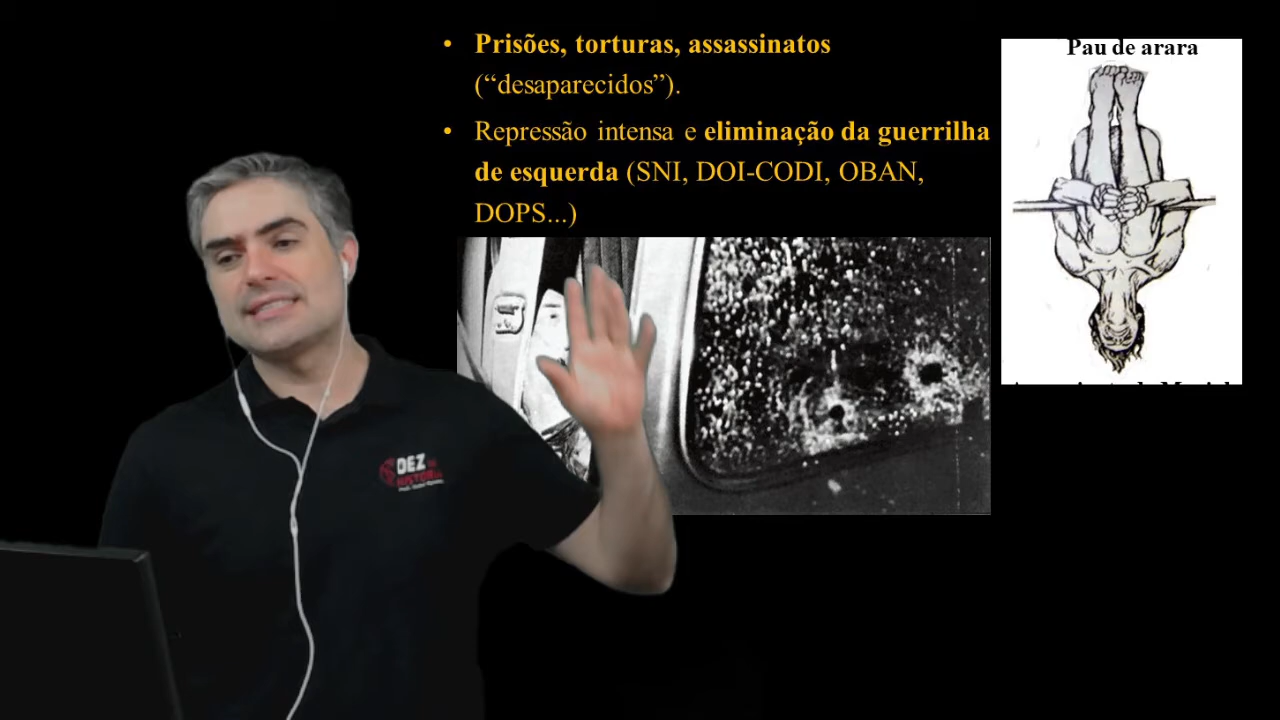 • Prisões, torturas, assassinatos
(“desaparecidos”).
• Repressão intensa e eliminação da guerrilha
de esquerda (SNI, DOI-CODI, OBAN,
DOPS...)
Pau de arara
DEZ
HISTÓRIA